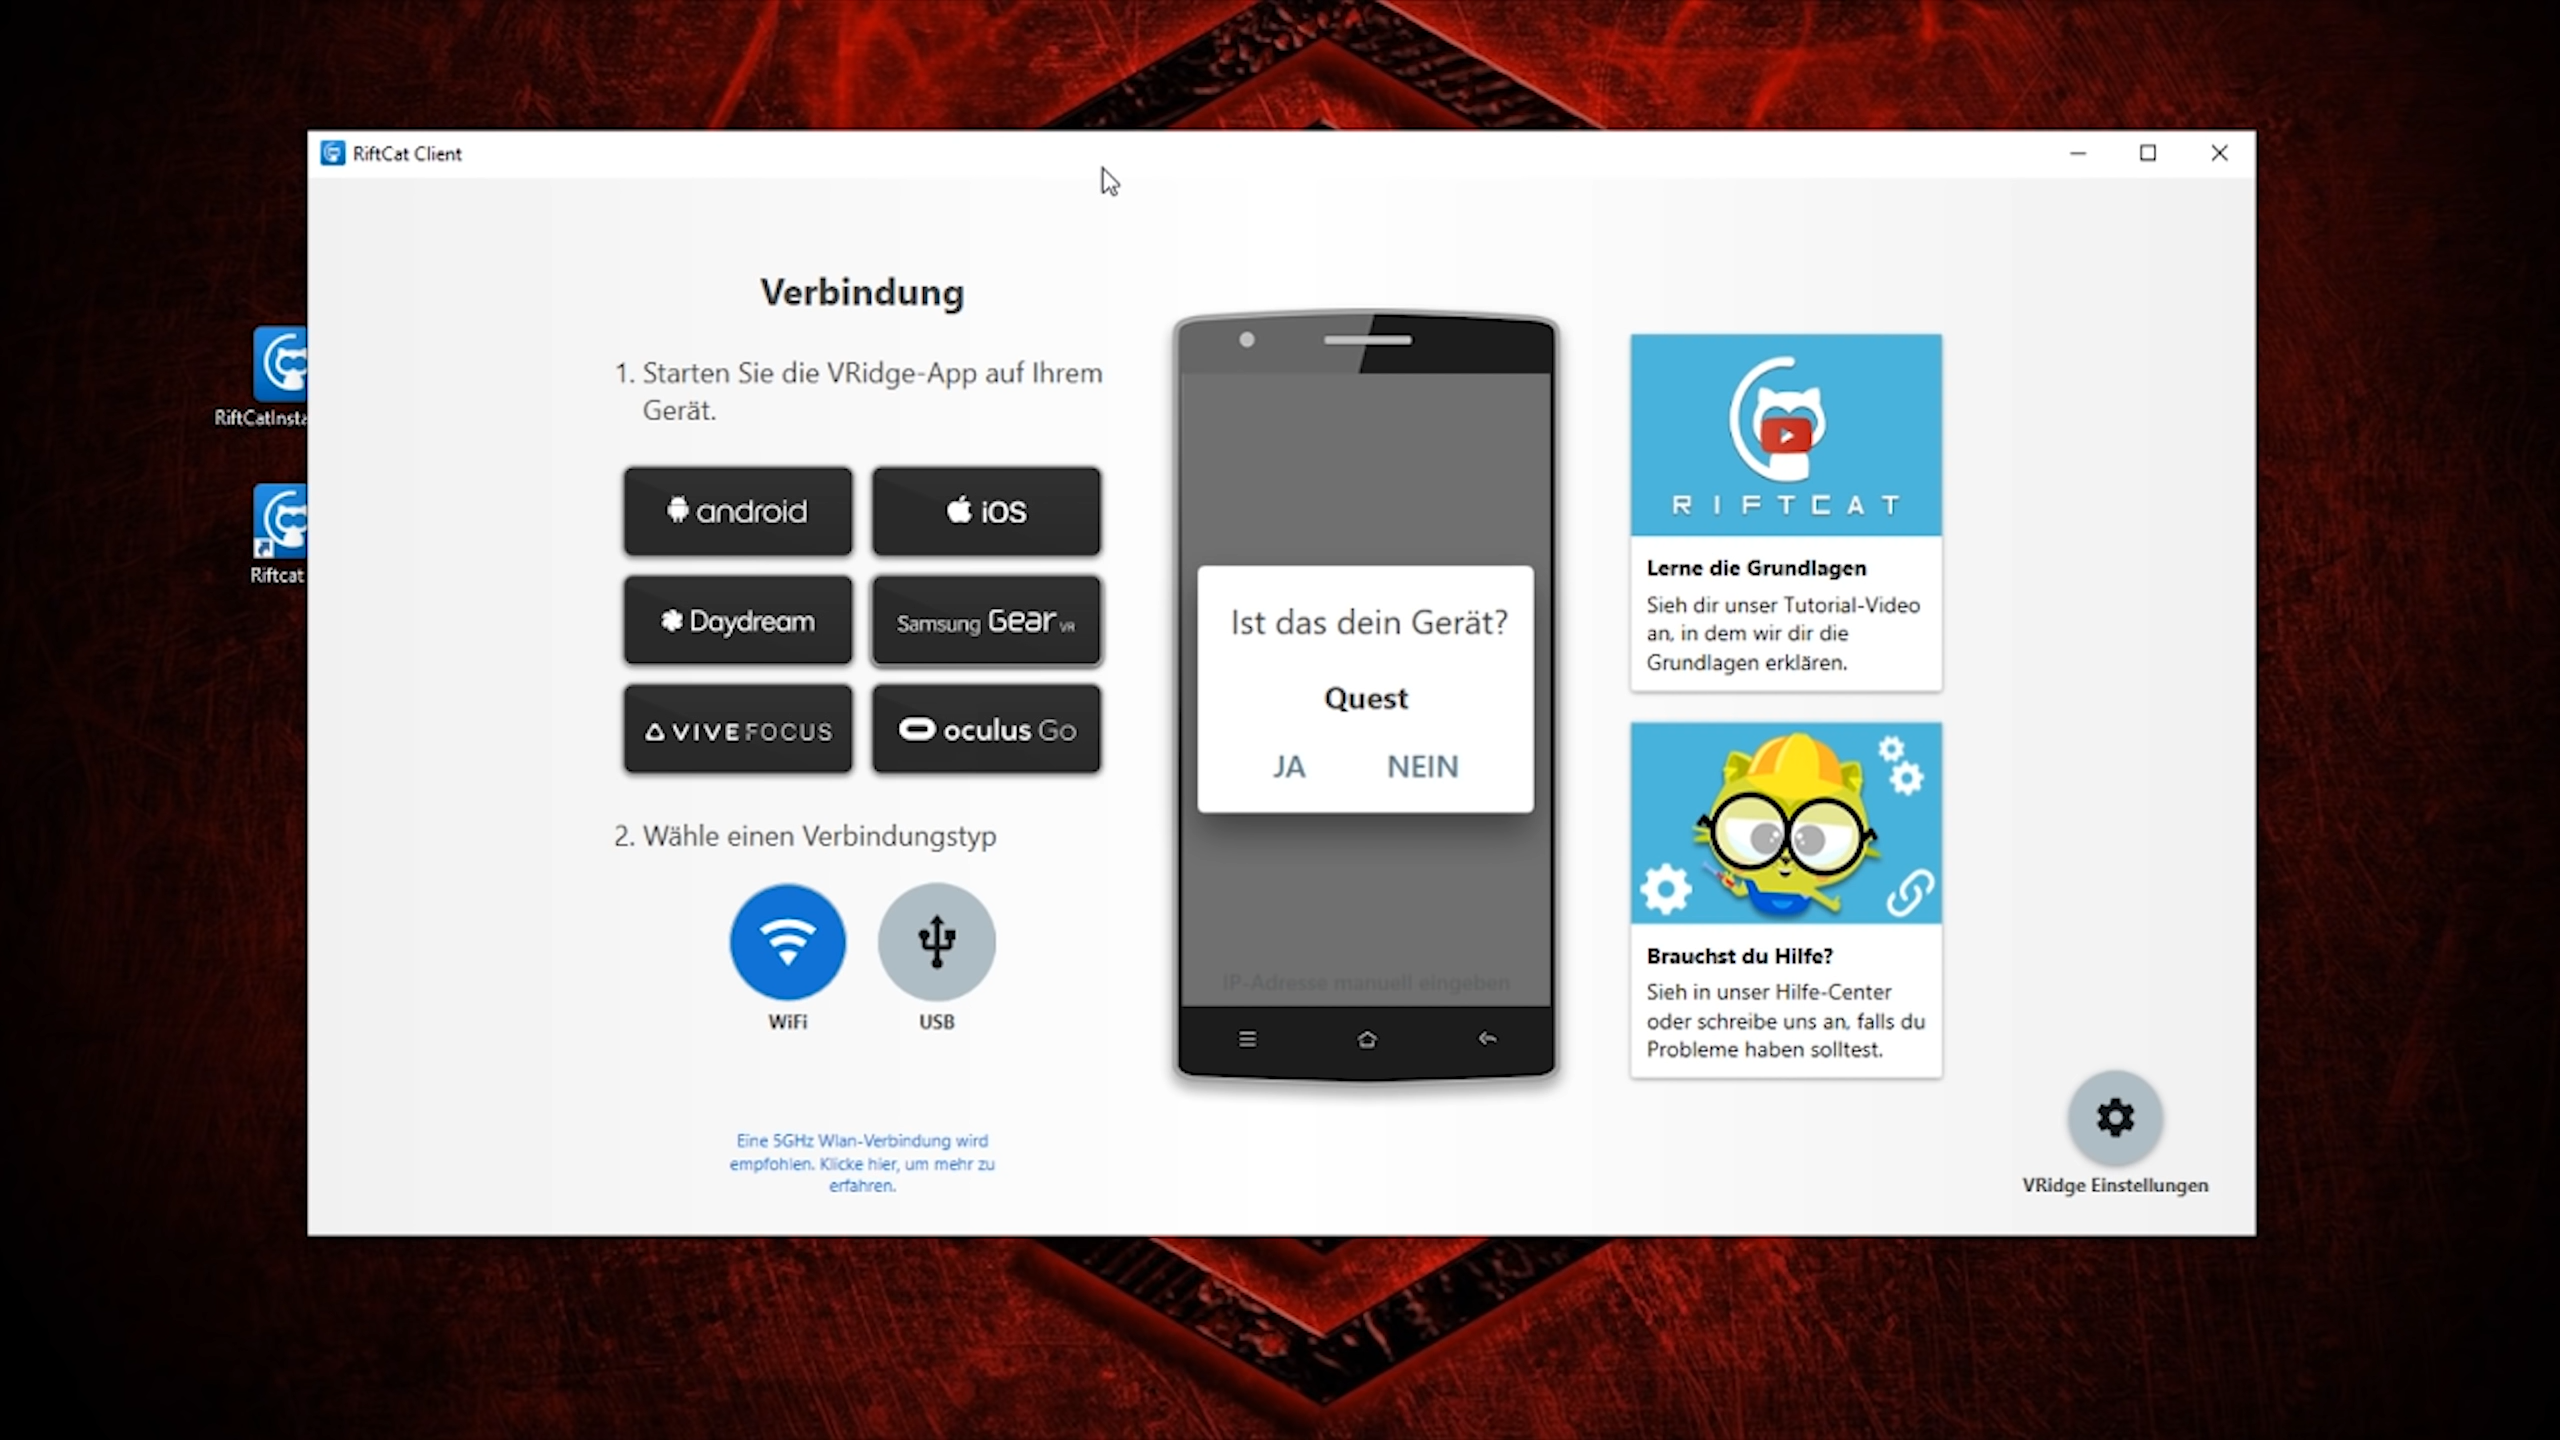 RiftCat Client
RiftCatInsta
Riftcat
Verbindung
1. Starten Sie die VRidge-App auf Ihrem
Gerät.
android
iOS
Daydream
Samsung Gear VR
VIVE FOCUS
oculus Go
2. Wähle einen Verbindungstyp
WiFi
USB
Eine 5GHz Wlan-Verbindung wird
empfohlen. Klicke hier, um mehr zu
erfahren.
Ist das dein Gerät?
Quest
JA
NEIN
IP-Adresse manuell eingeben
RIFTCAT
Lerne die Grundlagen
Sieh dir unser Tutorial-Video
an, in dem wir dir die
Grundlagen erklären.
Brauchst du Hilfe?
Sieh in unser Hilfe-Center
oder schreibe uns an, falls du
Probleme haben solltest.
VRidge Einstellungen